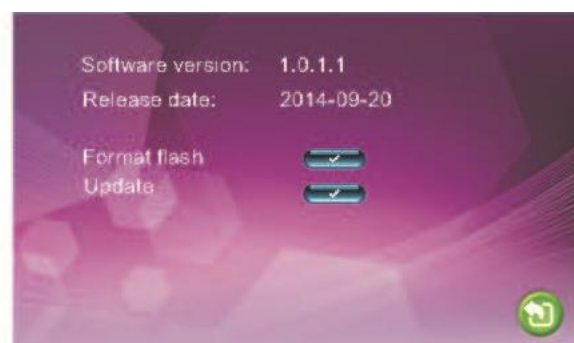 Software version: 1.0.1.1
Release date: 2014-09-20
Format flash
Update